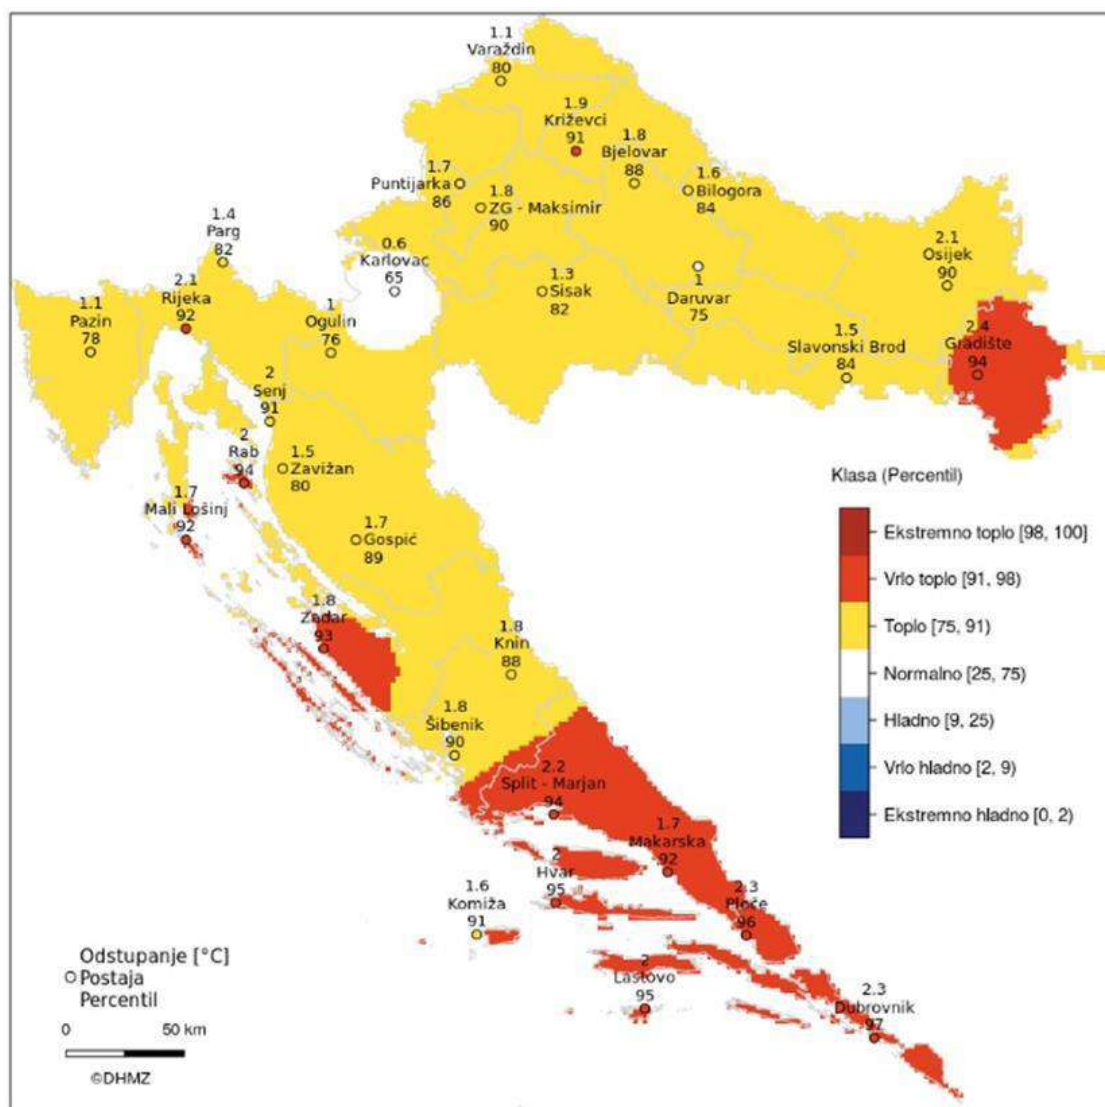 1.1
Varaždin
80
1.9
Križevci
91
1.8
Bjelovar
88
1.7
Puntijarka
86
1.8
ZG - Maksimir
90
1.6
Bilogora
84
1.4
Parg
82
0.6
Karlovac
65
2.1
Osijek
90
1.3
Sisak
82
1
Daruvar
75
2.1
Rijeka
92
1.1
Pazin
78
1
Ogulin
76
1.5
Slavonski Brod
84
2.4
Gradište
94
2
Senj
91
2
Rab
94
1.5
Zavižan
80
1.7
Mali Lošinj
92
1.7
Gospić
89
1.8
Zadar
93
1.8
Knin
88
1.8
Šibenik
90
2.2
Split - Marjan
94
1.7
Makarska
92
2
Hvar
95
1.6
Komiža
91
2.3
Ploče
96
2
Lastovo
95
2.3
Dubrovnik
97
Klasa (Percentil)
Ekstremno toplo [98, 100]
Vrlo toplo [91, 98)
Toplo [75, 91)
Normalno [25, 75)
Hladno [9, 25)
Vrlo hladno [2, 9)
Ekstremno hladno [0, 2)
Odstupanje [°C]
Postaja
Percentil
0 50 km
©DHMZ